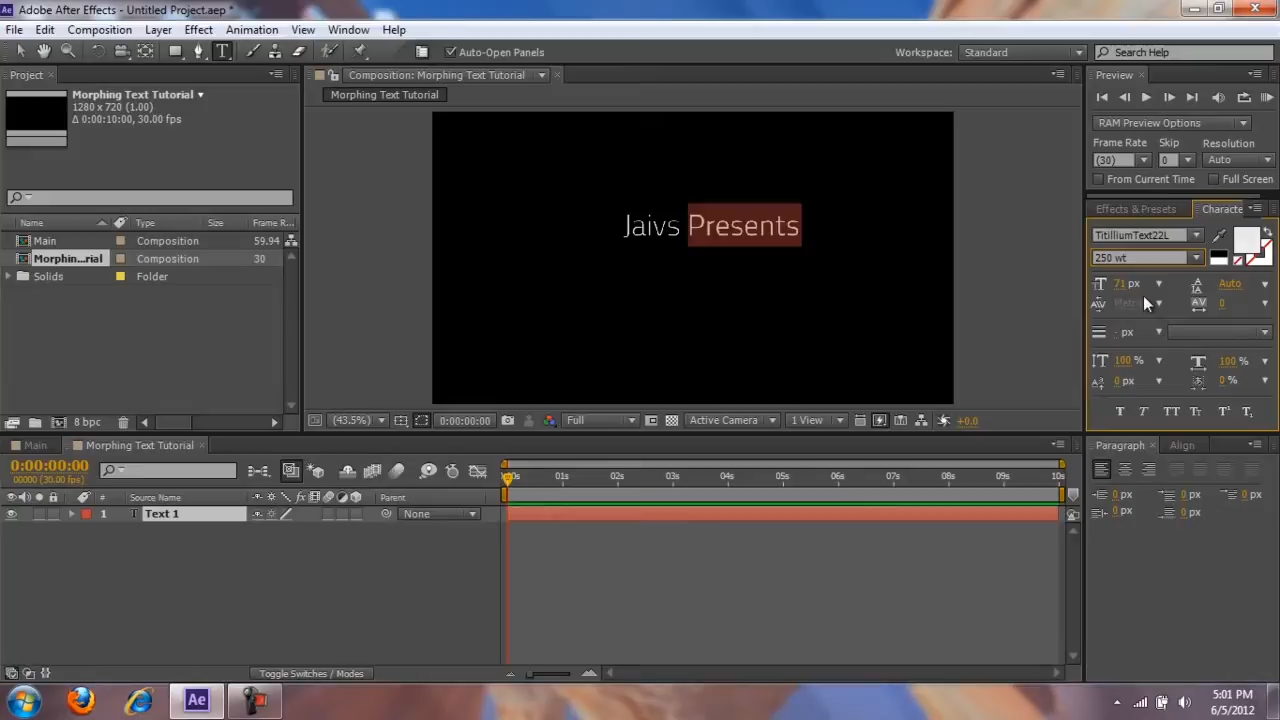 Adobe After Effects - Untitled Project.aep *
File Edit Composition Layer Effect Animation View Window Help
Auto-Open Panels
Workspace: Standard
Search Help
Project
Composition: Morphing Text Tutorial
Preview
Morphing Text Tutorial
Morphing Text Tutorial
1280 x 720 (1.00)
Δ 0:00:10:00, 30.00 fps
RAM Preview Options
Frame Rate Skip Resolution
(30) 0 Auto
From Current Time Full Screen
Effects & Presets Characte
Name Type Size Frame R...
Main Composition 59.94
Morphin...rial Composition 30
Solids Folder
Jaivs Presents
TitilliumText22L
250 wt
71 px Auto
0
- px
100 % 100 %
0 px 0 %
T T TT Tr T¹ T₁
8 bpc
(43.5%) 0:00:00:00 Full Active Camera 1 View +0.0
Main Morphing Text Tutorial
Paragraph Align
0:00:00:00
00000 (30.00 fps)
01s 02s 03s 04s 05s 06s 07s 08s 09s 10s
# Source Name Parent
1 T Text 1 None
0 px 0 px 0 px
0 px 0 px
Toggle Switches / Modes
Ae
5:01 PM
6/5/2012